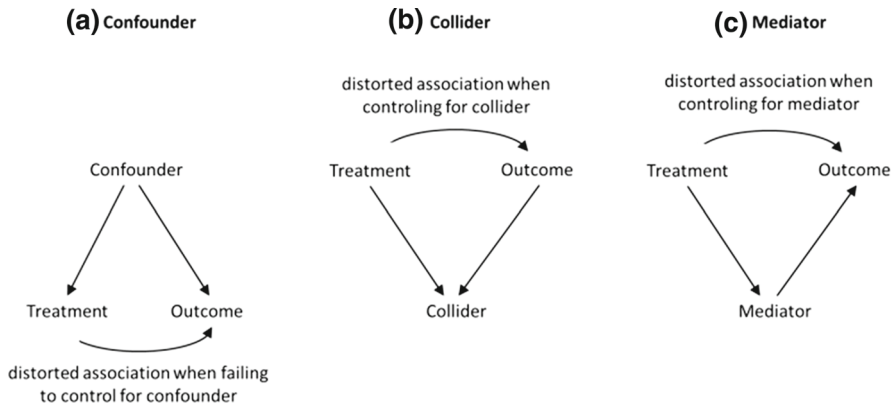 (a) Confounder
(b) Collider
(c) Mediator
distorted association when
controling for collider
distorted association when
controling for mediator
Confounder
Treatment
Outcome
Treatment
Outcome
Treatment
Outcome
Collider
Mediator
distorted association when failing
to control for confounder